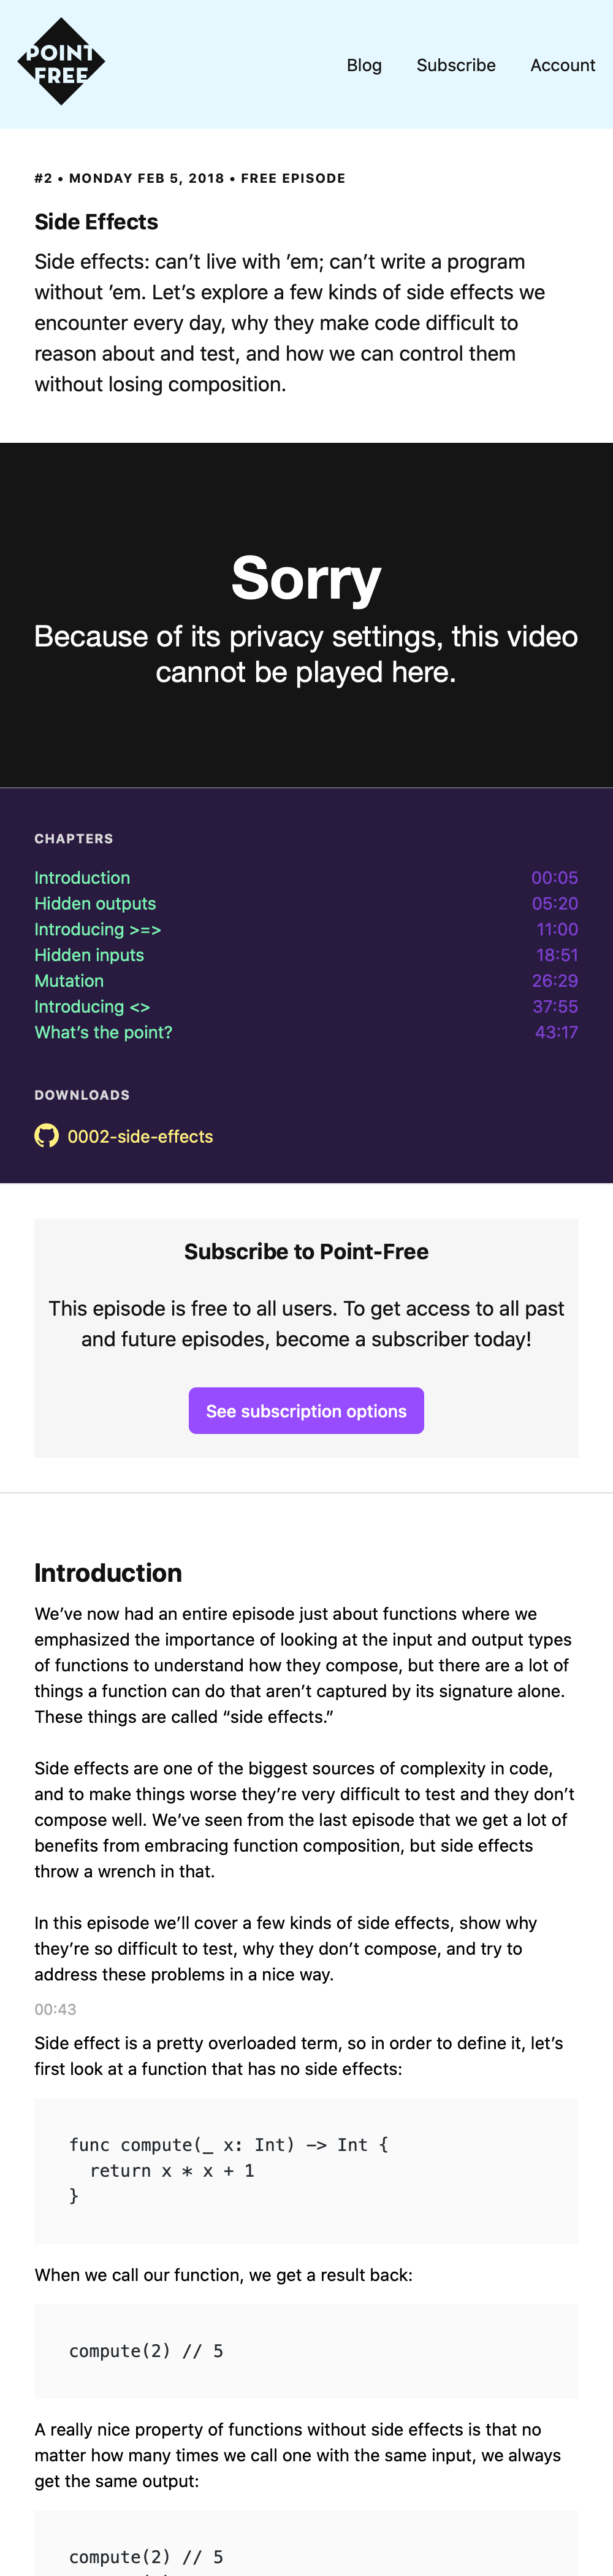 POINT
FREE
Blog Subscribe Account
#2 • MONDAY FEB 5, 2018 • FREE EPISODE
Side Effects
Side effects: can’t live with ’em; can’t write a program
without ’em. Let’s explore a few kinds of side effects we
encounter every day, why they make code difficult to
reason about and test, and how we can control them
without losing composition.
Sorry
Because of its privacy settings, this video
cannot be played here.
CHAPTERS
Introduction 00:05
Hidden outputs 05:20
Introducing >=> 11:00
Hidden inputs 18:51
Mutation 26:29
Introducing <> 37:55
What’s the point? 43:17
DOWNLOADS
0002-side-effects
Subscribe to Point-Free
This episode is free to all users. To get access to all past
and future episodes, become a subscriber today!
See subscription options
Introduction
We’ve now had an entire episode just about functions where we
emphasized the importance of looking at the input and output types
of functions to understand how they compose, but there are a lot of
things a function can do that aren’t captured by its signature alone.
These things are called “side effects.”
Side effects are one of the biggest sources of complexity in code,
and to make things worse they’re very difficult to test and they don’t
compose well. We’ve seen from the last episode that we get a lot of
benefits from embracing function composition, but side effects
throw a wrench in that.
In this episode we’ll cover a few kinds of side effects, show why
they’re so difficult to test, why they don’t compose, and try to
address these problems in a nice way.
00:43
Side effect is a pretty overloaded term, so in order to define it, let’s
first look at a function that has no side effects:
func compute(_ x: Int) -> Int {
  return x * x + 1
}
When we call our function, we get a result back:
compute(2) // 5
A really nice property of functions without side effects is that no
matter how many times we call one with the same input, we always
get the same output:
compute(2) // 5